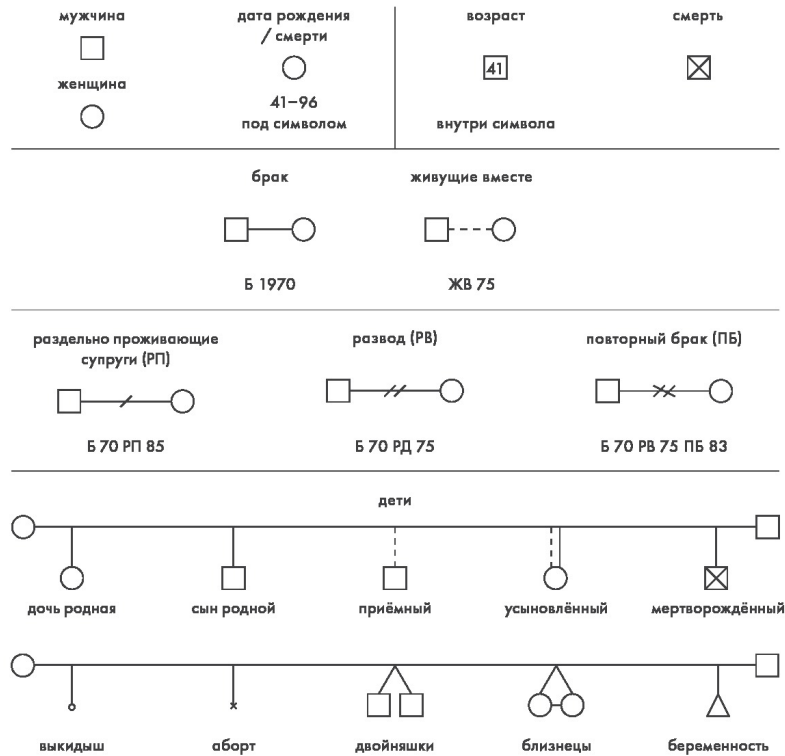 мужчина
женщина
дата рождения
/ смерти
41–96
под символом
возраст
41
внутри символа
смерть
брак
Б 1970
живущие вместе
ЖВ 75
раздельно проживающие
супруги (РП)
Б 70 РП 85
развод (РВ)
Б 70 РД 75
повторный брак (ПБ)
Б 70 РВ 75 ПБ 83
дети
дочь родная
сын родной
приёмный
усыновлённый
мертворождённый
выкидыш
аборт
двойняшки
близнецы
беременность